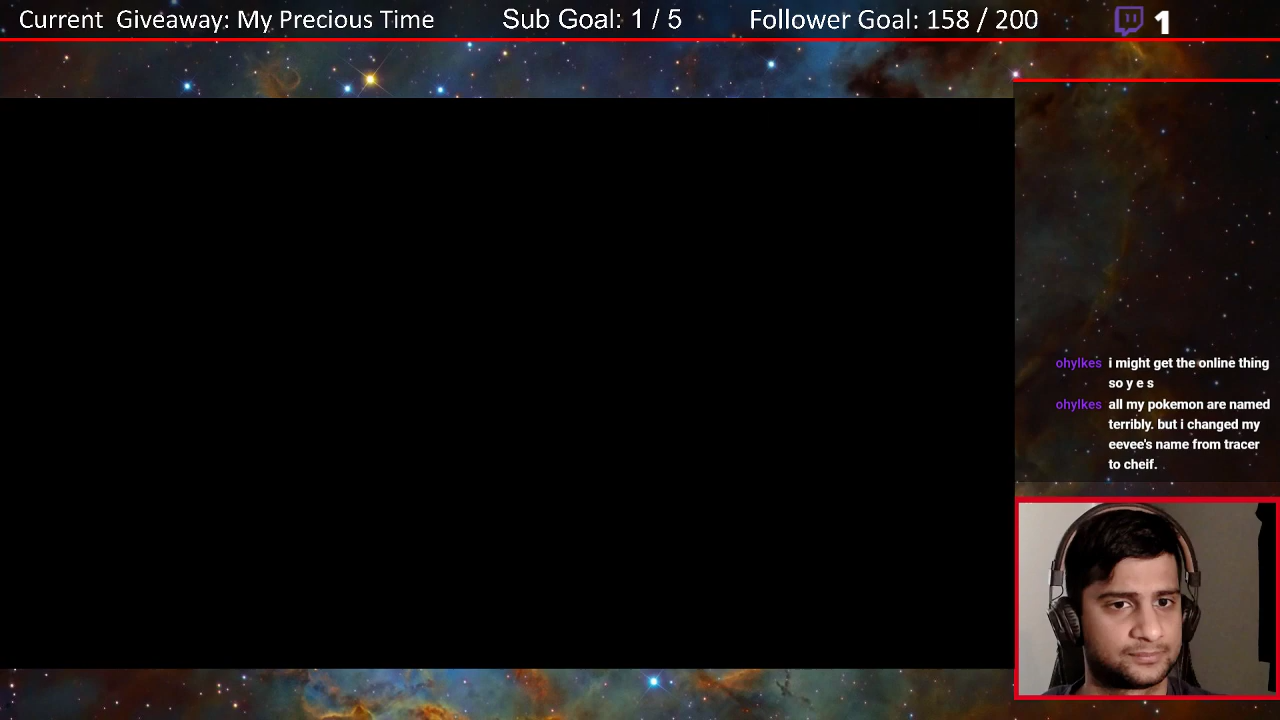 Current Giveaway: My Precious Time
Sub Goal: 1 / 5
Follower Goal: 158 / 200
1
ohylkes i might get the online thing
so y e s
ohylkes all my pokemon are named
terribly. but i changed my
eevee's name from tracer
to cheif.